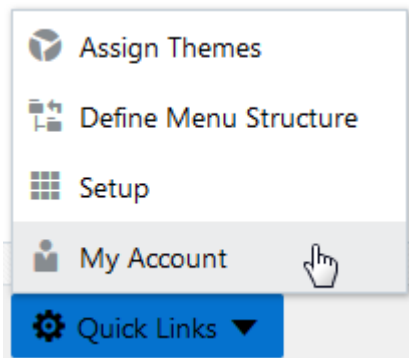 Assign Themes
Define Menu Structure
Setup
My Account
Quick Links